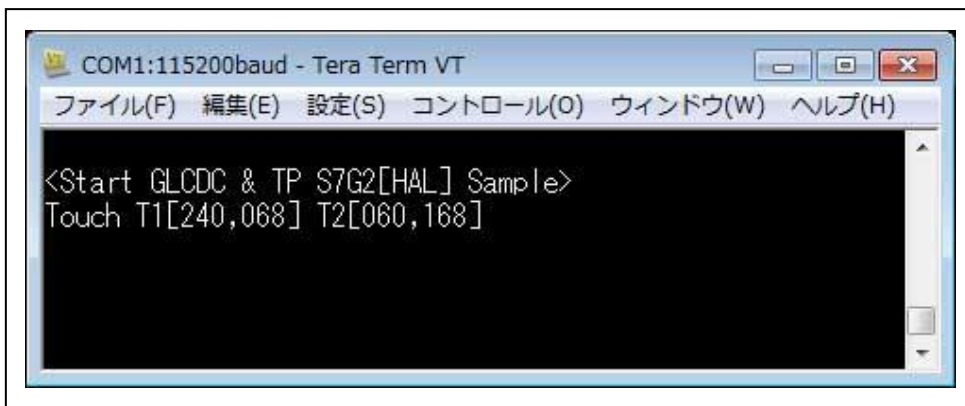 COM1:115200baud - Tera Term VT
ファイル(F) 編集(E) 設定(S) コントロール(O) ウィンドウ(W) ヘルプ(H)
<Start GLCDC & TP S7G2[HAL] Sample>
Touch T1[240,068] T2[060,168]